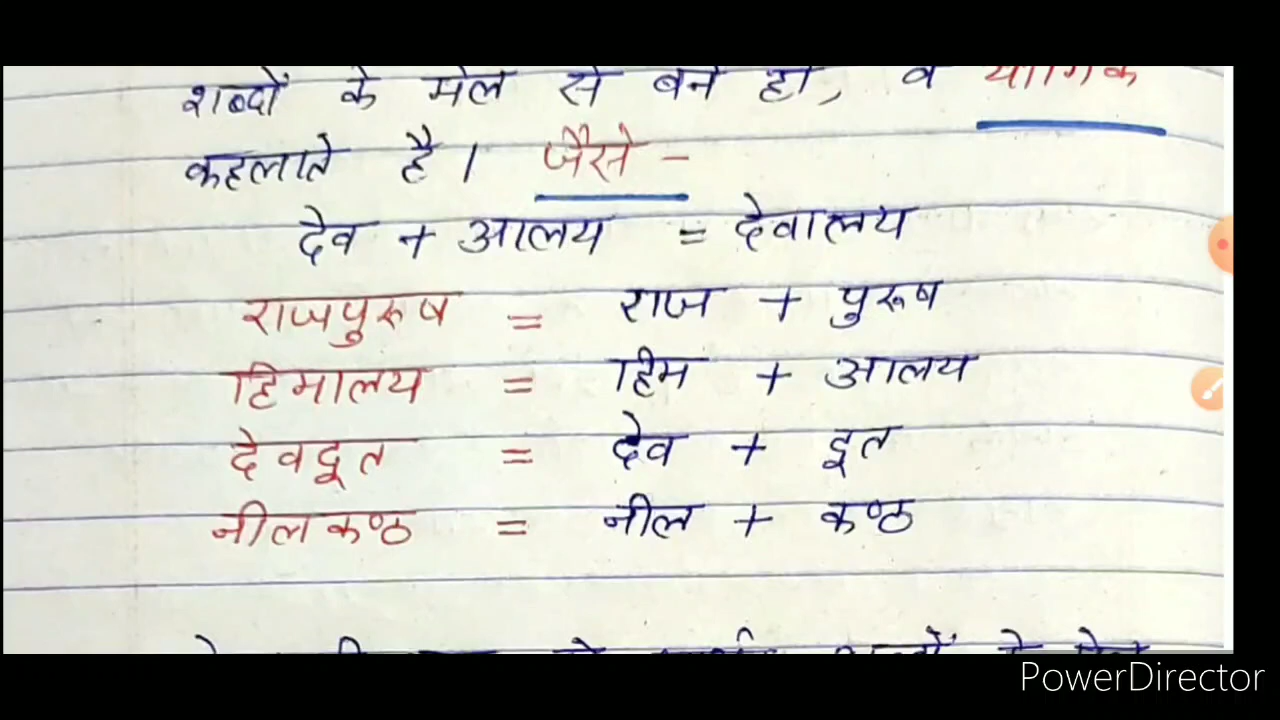 शब्दों के मेल से बने हों, वे यौगिक
कहलाते है। जैसे -
देव + आलय = देवालय
राजपुरुष = राज + पुरुष
हिमालय = हिम + आलय
देवदूत = देव + दूत
नीलकण्ठ = नील + कण्ठ
PowerDirector